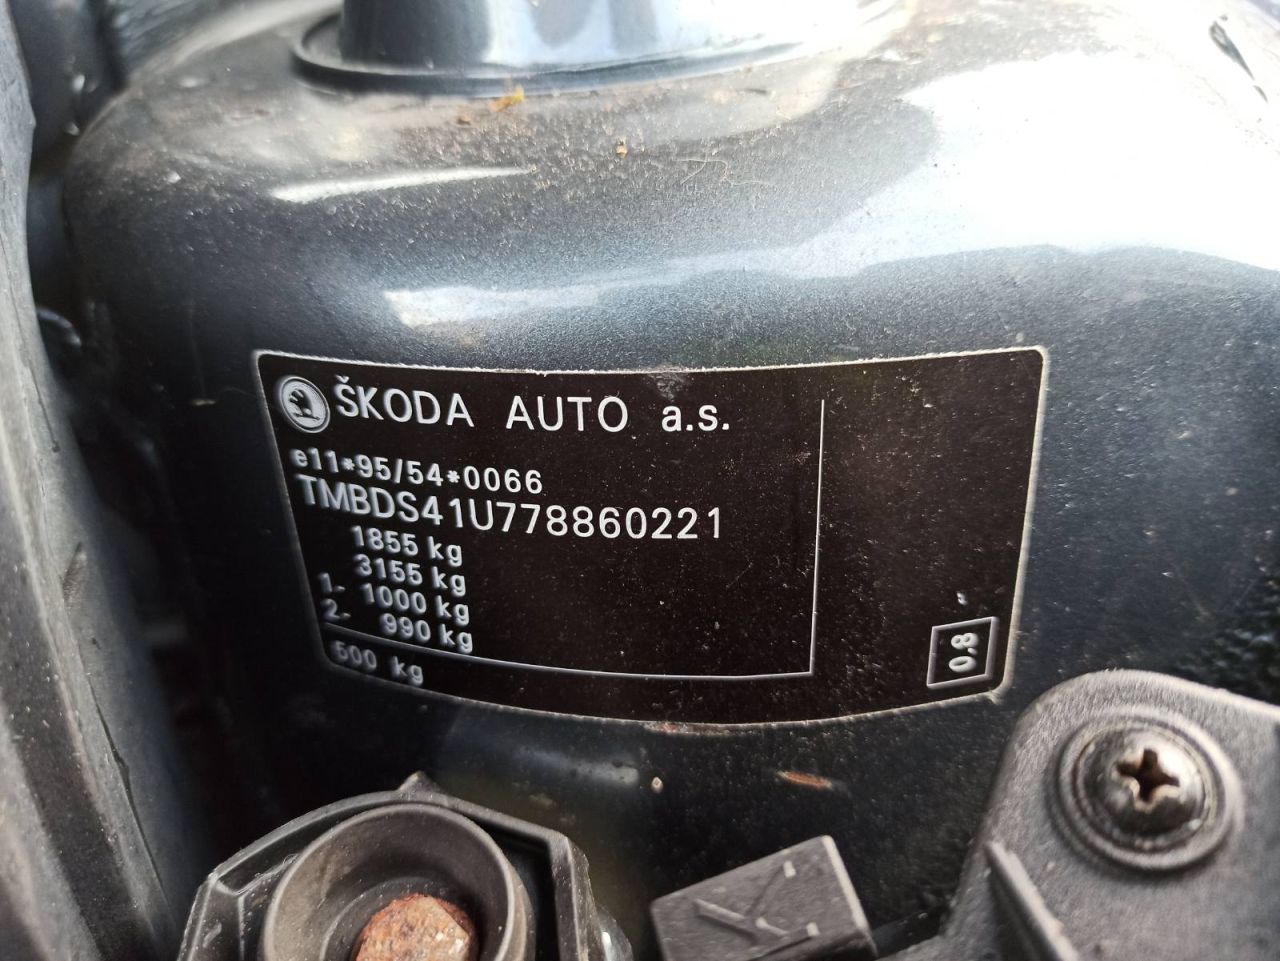 ŠKODA AUTO a.s.
e11*95/54*0066
TMBDS41U778860221
1855 kg
3155 kg
1- 1000 kg
2- 990 kg
500 kg
0.8